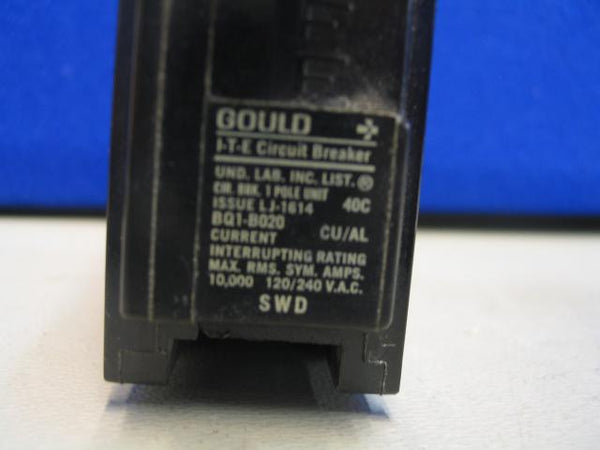 GOULD
I-T-E Circuit Breaker
UND. LAB. INC. LIST.®
CIR. BRK. 1 POLE UNIT
ISSUE LJ-1614 40C
BQ1-B020
CURRENT CU/AL
INTERRUPTING RATING
MAX. RMS. SYM. AMPS.
10,000 120/240 V.A.C.
SWD